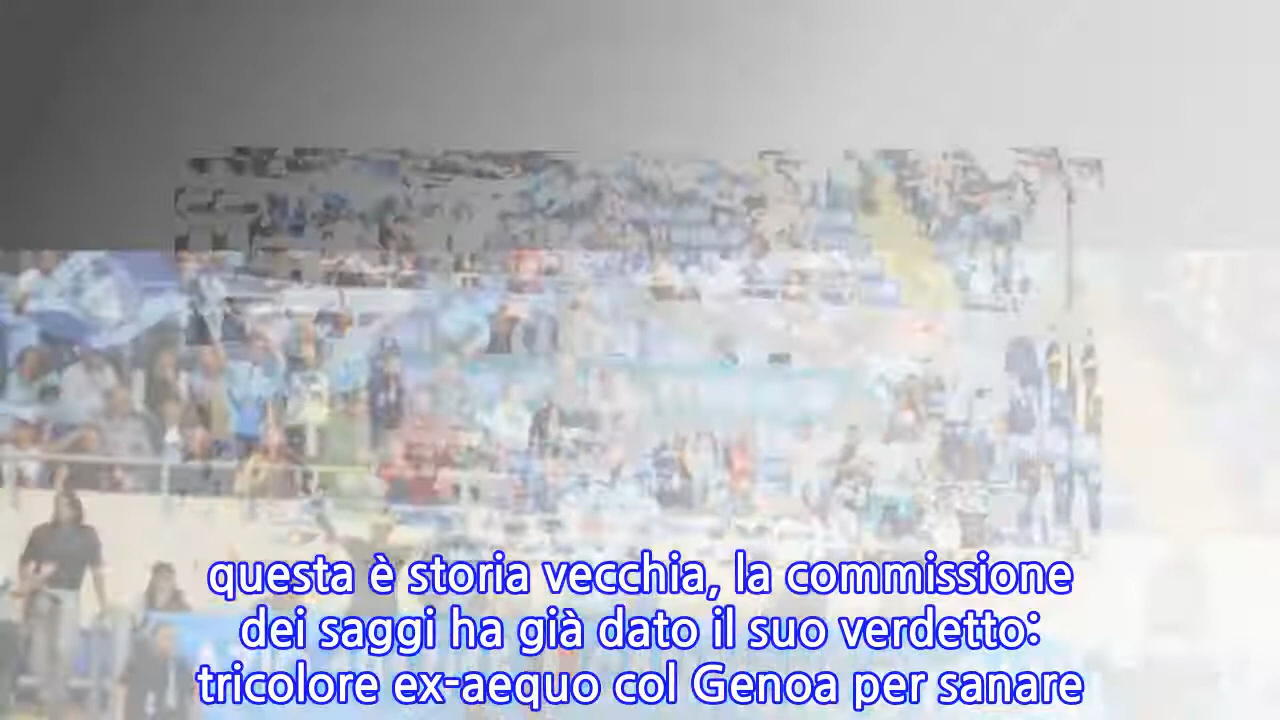 questa è storia vecchia, la commissione
dei saggi ha già dato il suo verdetto:
tricolore ex-aequo col Genoa per sanare